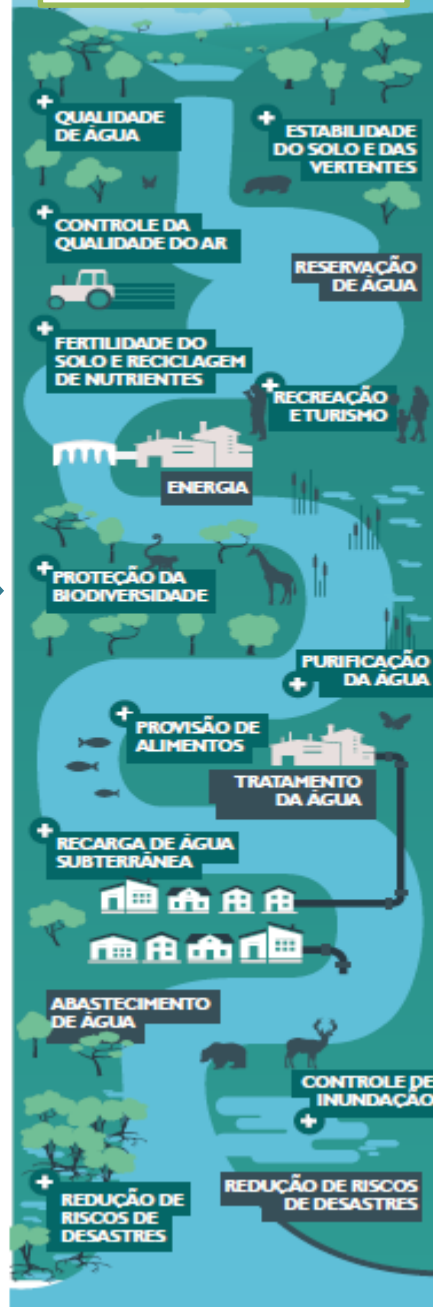 QUALIDADE
DE ÁGUA
ESTABILIDADE
DO SOLO E DAS
VERTENTES
CONTROLE DA
QUALIDADE DO AR
RESERVAÇÃO
DE ÁGUA
FERTILIDADE DO
SOLO E RECICLAGEM
DE NUTRIENTES
RECREAÇÃO
E TURISMO
ENERGIA
PROTEÇÃO DA
BIODIVERSIDADE
PURIFICAÇÃO
DA ÁGUA
PROVISÃO DE
ALIMENTOS
TRATAMENTO
DA ÁGUA
RECARGA DE ÁGUA
SUBTERRÂNEA
ABASTECIMENTO
DE ÁGUA
CONTROLE DE
INUNDAÇÃO
REDUÇÃO DE
RISCOS DE
DESASTRES
REDUÇÃO DE RISCOS
DE DESASTRES